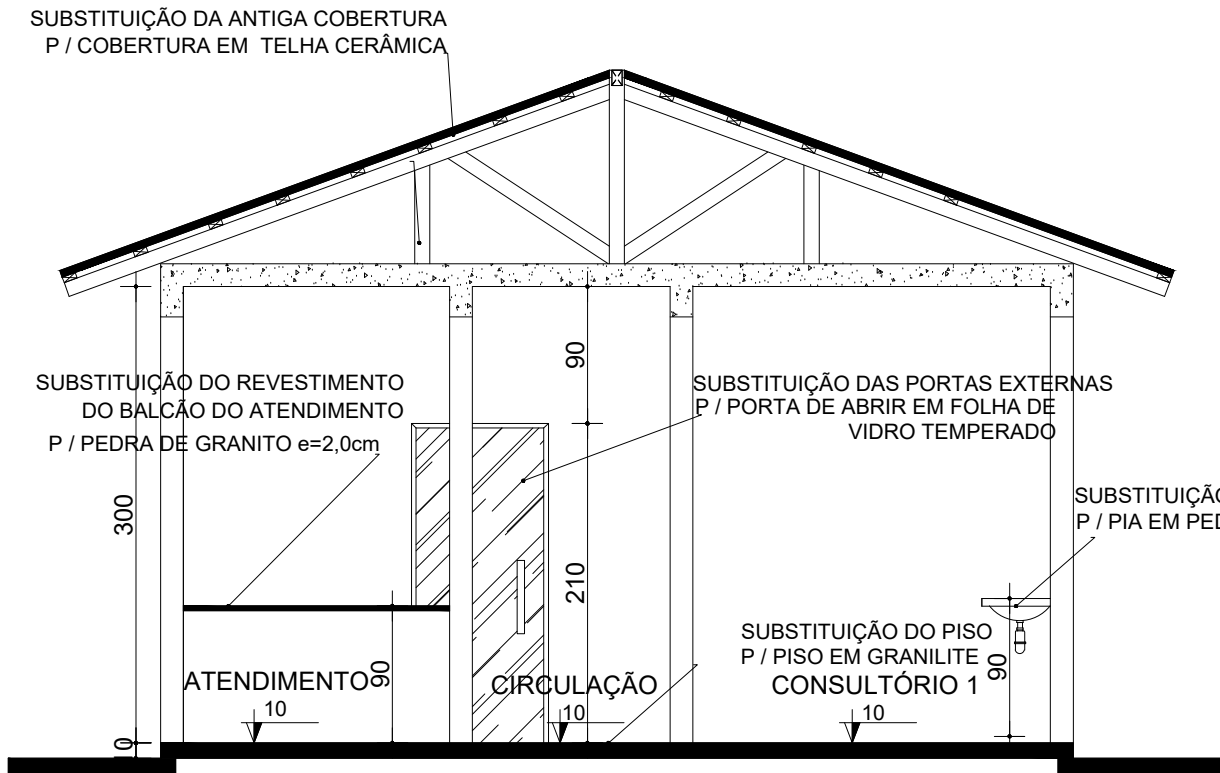 SUBSTITUIÇÃO DA ANTIGA COBERTURA
P / COBERTURA EM TELHA CERÂMICA
SUBSTITUIÇÃO DO REVESTIMENTO
DO BALCÃO DO ATENDIMENTO
P / PEDRA DE GRANITO e=2,0cm
90
SUBSTITUIÇÃO DAS PORTAS EXTERNAS
P / PORTA DE ABRIR EM FOLHA DE
VIDRO TEMPERADO
300
210
P / PIA EM
SUBSTITUIÇÃO DO PISO
P / PISO EM GRANILITE
90
90
ATENDIMENTO
CIRCULAÇÃO
CONSULTÓRIO 1
10
10
10